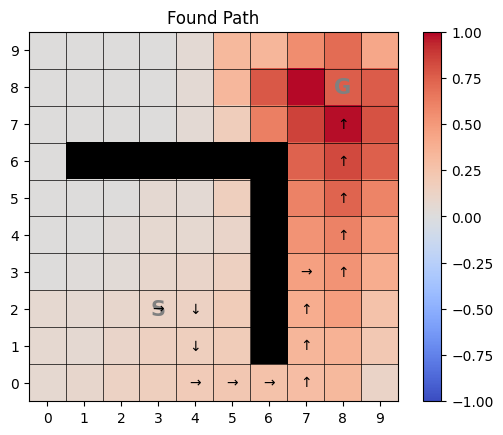 Found Path
9
8 G
7 ↑
6 ↑
5 ↑
4 ↑
3 → ↑
2 S → ↓ ↑
1 ↓ ↑
0 → → → ↑
0 1 2 3 4 5 6 7 8 9
1.00
0.75
0.50
0.25
0.00
−0.25
−0.50
−0.75
−1.00